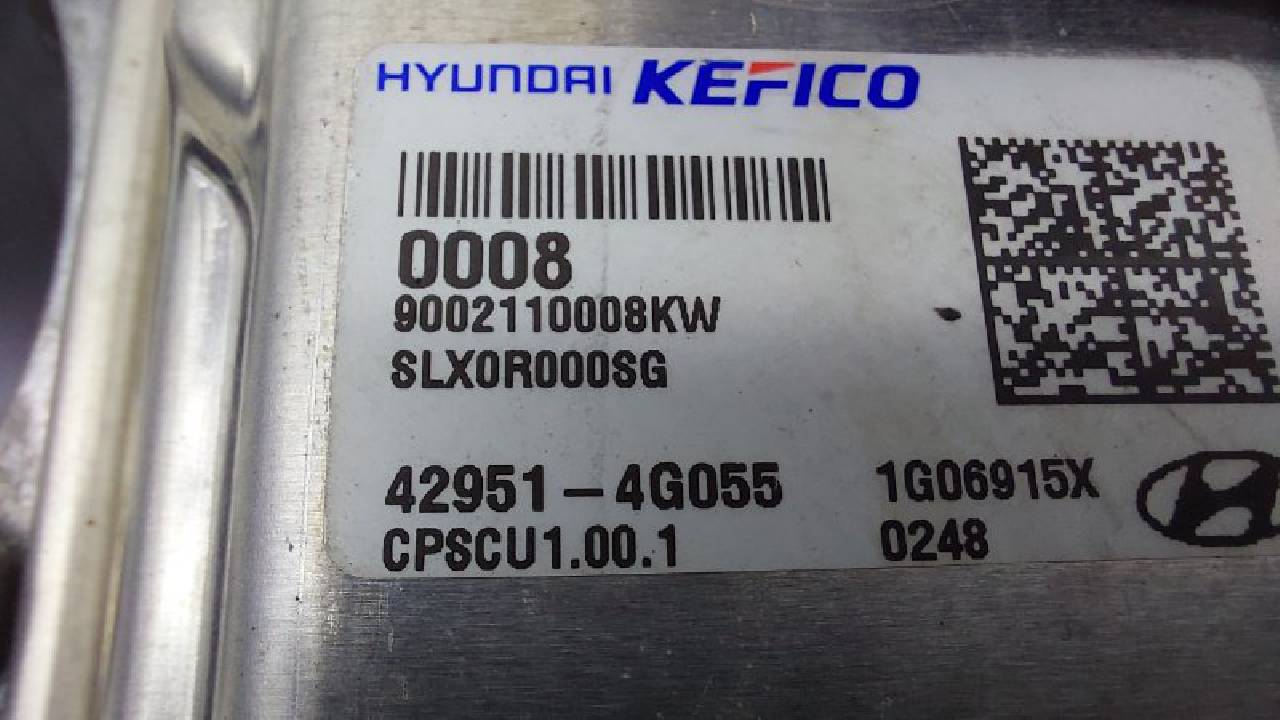 HYUNDAI KEFICO
0008
9002110008KW
SLX0R000SG
42951-4G055 1G06915X
CPSCU1.00.1 0248